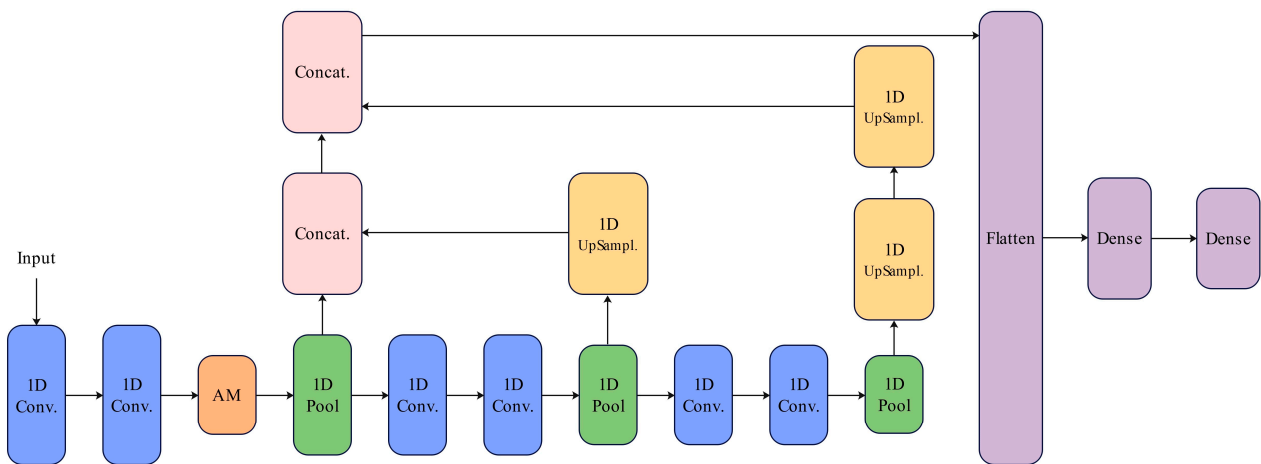 Concat.
1D
UpSampl.
Concat.
1D
UpSampl.
1D
UpSampl.
Flatten
Dense
Dense
Input
1D
Conv.
1D
Conv.
AM
1D
Pool
1D
Conv.
1D
Conv.
1D
Pool
1D
Conv.
1D
Conv.
1D
Pool